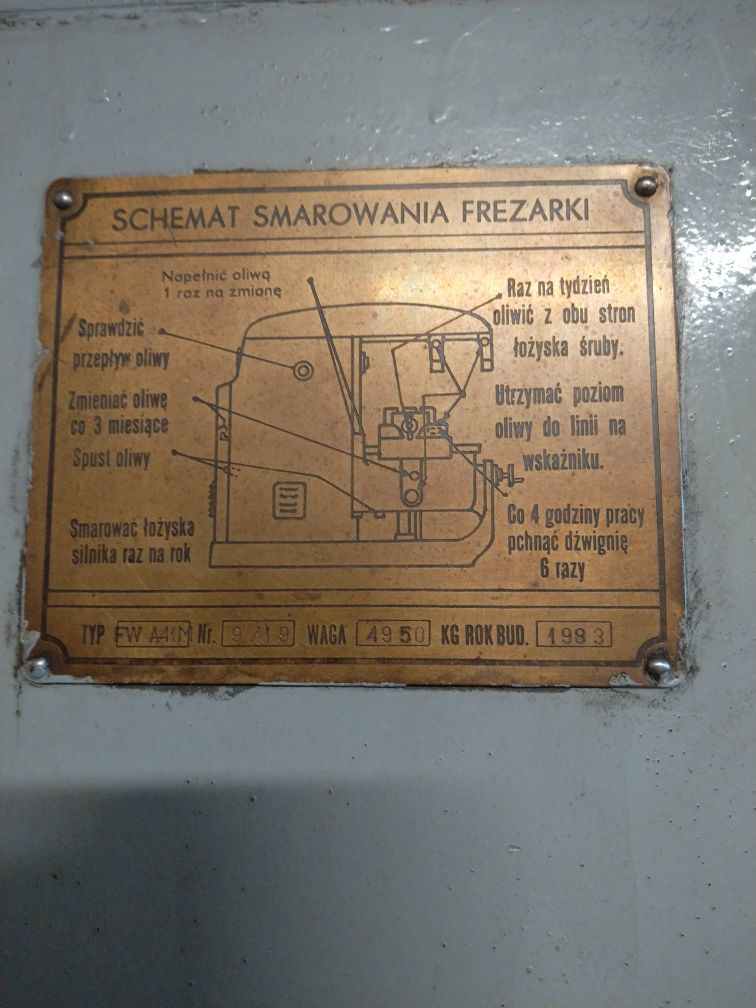 SCHEMAT SMAROWANIA FREZARKI
Napełnić oliwą
1 raz na zmianę
Sprawdzić
przepływ oliwy
Zmieniać oliwę
co 3 miesiące
Spust oliwy
Smarować łożyska
silnika raz na rok
Raz na tydzień
oliwić z obu stron
łożyska śruby.
Utrzymać poziom
oliwy do linii na
wskaźniku.
Co 4 godziny pracy
pchnąć dźwignię
6 razy
TYP FW Nr. WAGA 4950 KG ROK BUD. 1983